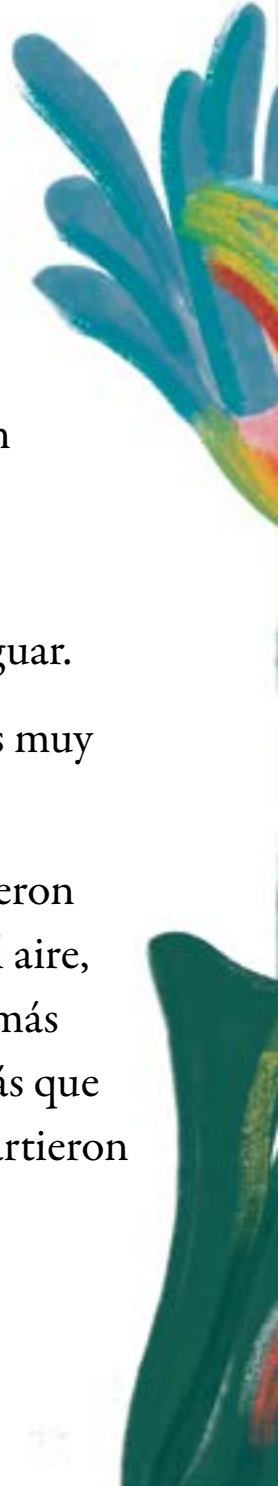 n
guar.
s muy
eron
l aire,
más
ás que
rtieron